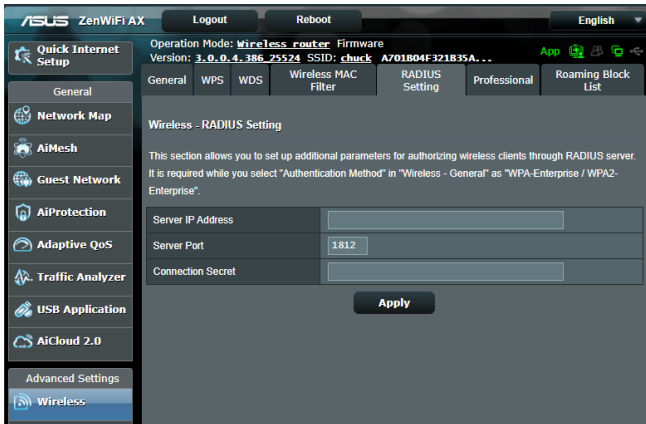 ASUS ZenWiFi AX Logout Reboot English
Quick Internet Setup
Operation Mode: Wireless router Firmware
Version: 3.0.0.4.386_25524 SSID: chuck A701B04F321B35A... App
General WPS WDS Wireless MAC Filter RADIUS Setting Professional Roaming Block List
General
Network Map
AiMesh
Guest Network
AiProtection
Adaptive QoS
Traffic Analyzer
USB Application
AiCloud 2.0
Advanced Settings
Wireless
Wireless - RADIUS Setting
This section allows you to set up additional parameters for authorizing wireless clients through RADIUS server.
It is required while you select "Authentication Method" in "Wireless - General" as "WPA-Enterprise / WPA2-
Enterprise".
Server IP Address
Server Port 1812
Connection Secret
Apply